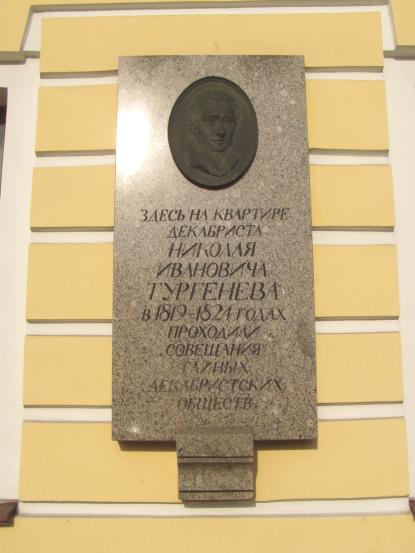 ЗДЕСЬ НА КВАРТИРЕ
ДЕКАБРИСТА
НИКОЛАЯ
ИВАНОВИЧА
ТУРГЕНЕВА
В 1819-1824 ГОДАХ
ПРОХОДИЛИ
СОВЕЩАНИЯ
ТАЙНЫХ
ДЕКАБРИСТСКИХ
ОБЩЕСТВ